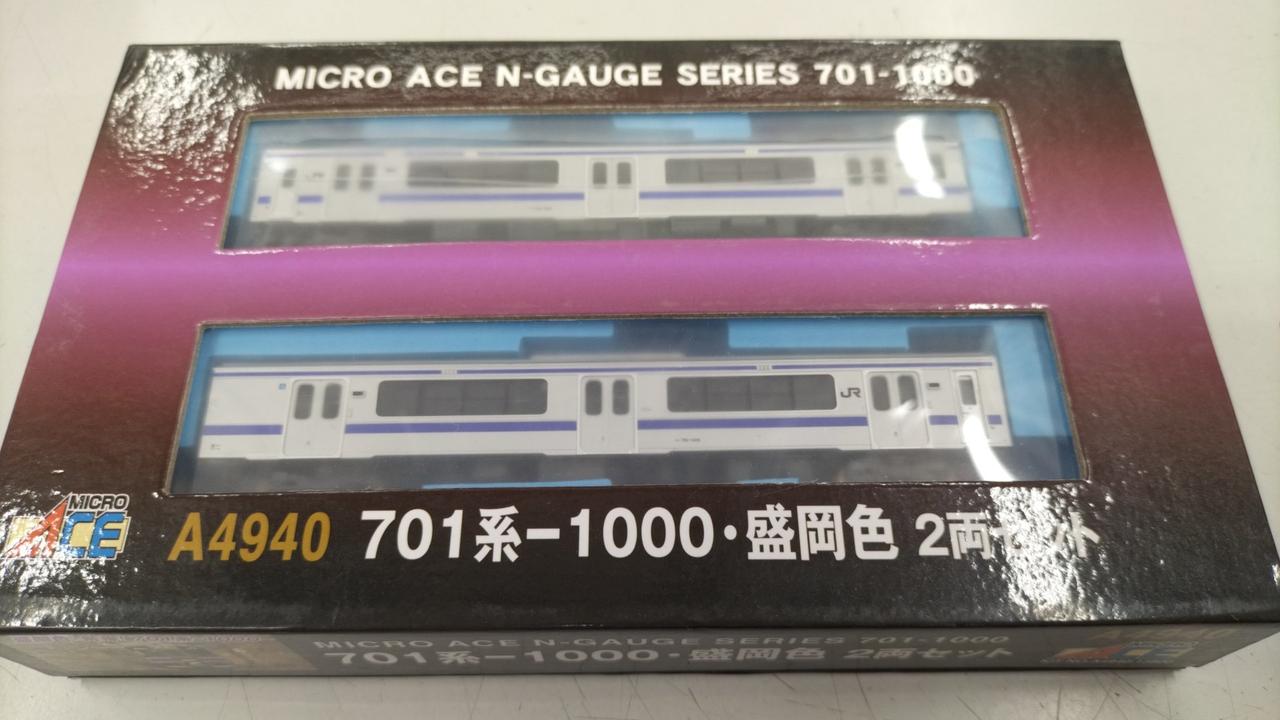 MICRO ACE N-GAUGE SERIES 701-1000
JR
MICRO
ACE
A4940 701系-1000・盛岡色 2両セット
MICRO ACE N-GAUGE SERIES 701-1000
A4940
701系-1000・盛岡色 2両セット